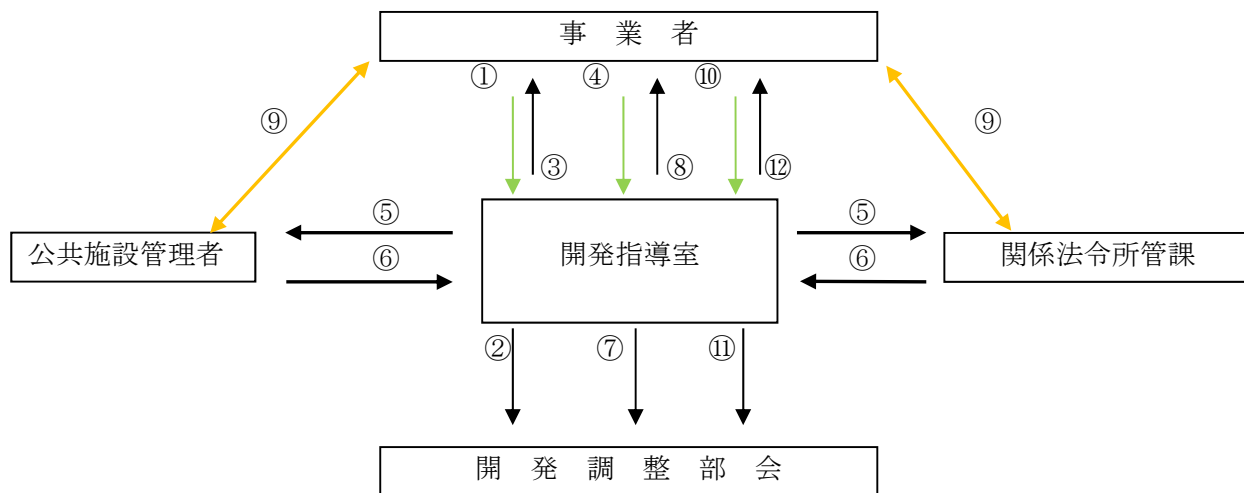 事　業　者
① ④ ⑩
⑨ ⑨
③ ⑧ ⑫
⑤ ⑤
公共施設管理者 開発指導室 関係法令所管課
⑥ ⑥
② ⑦ ⑪
開　発　調　整　部　会